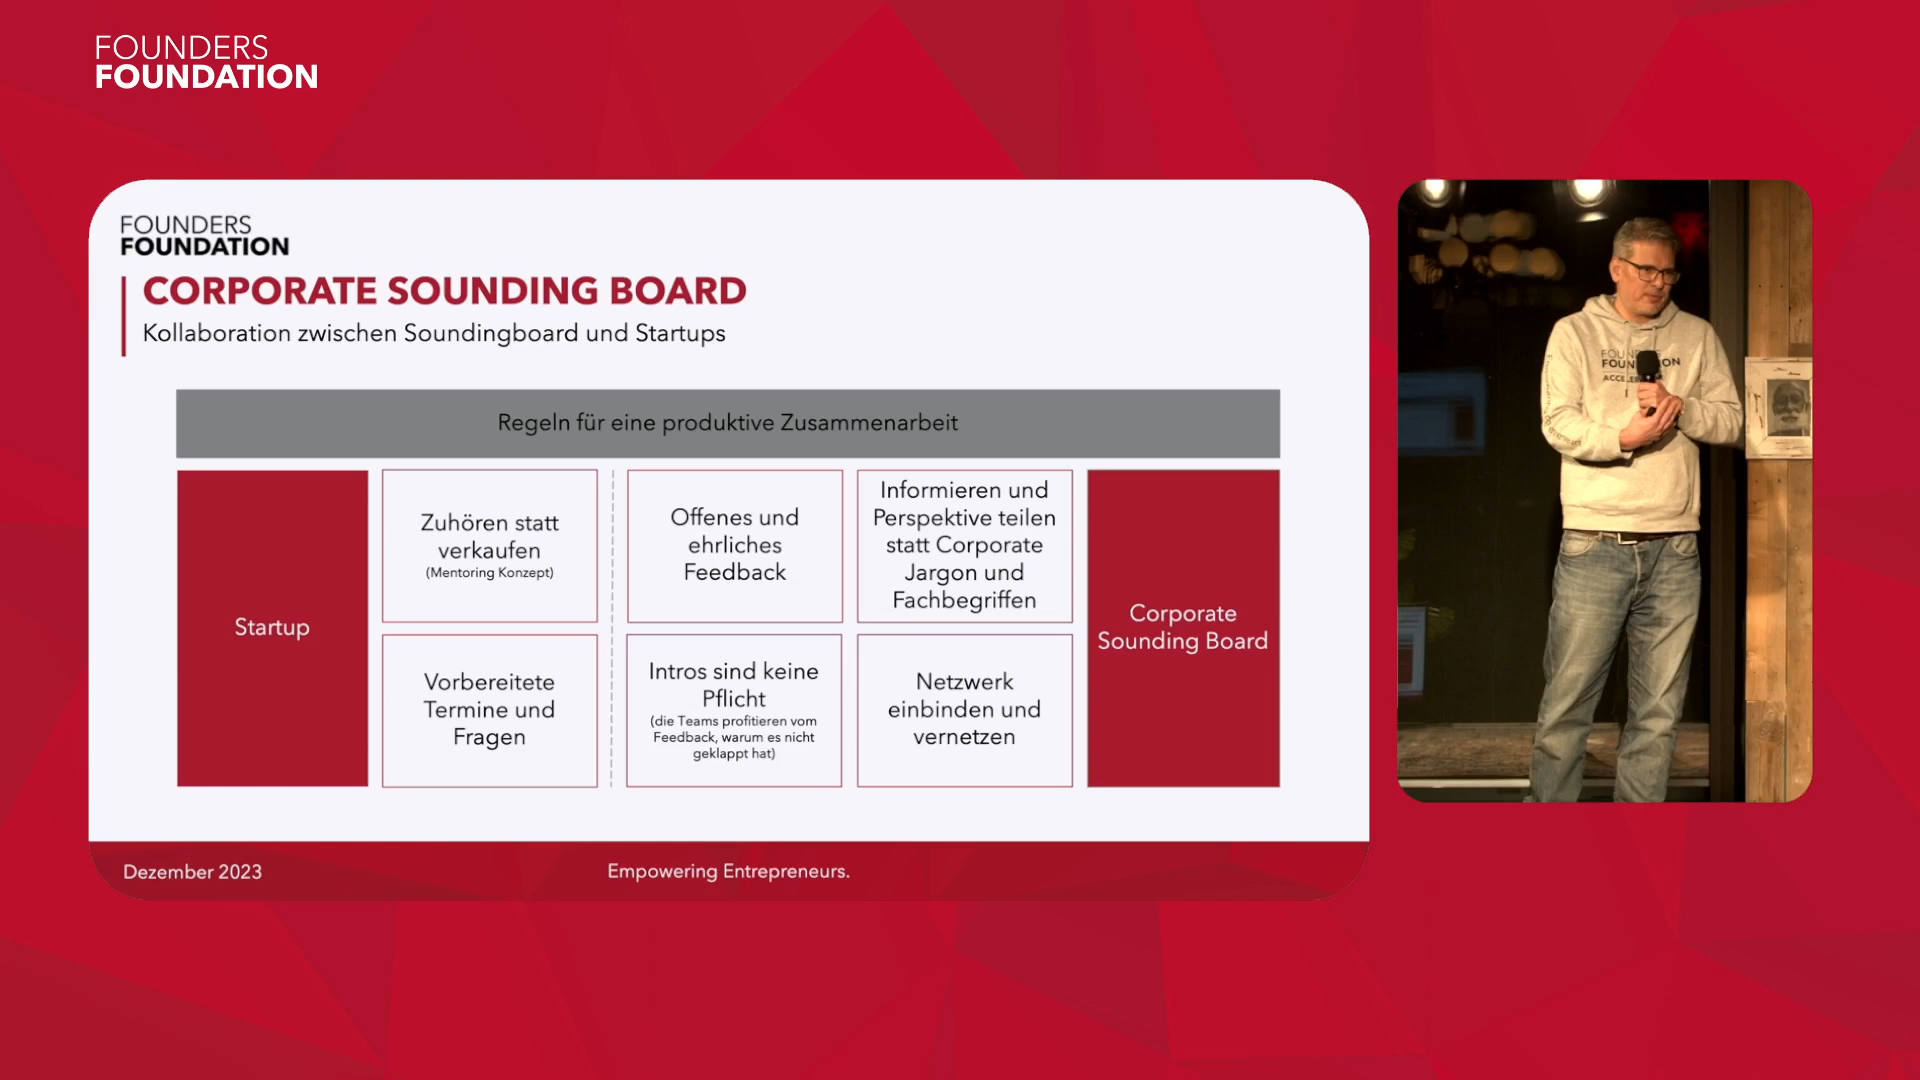 FOUNDERS
FOUNDATION
FOUNDERS
FOUNDATION
CORPORATE SOUNDING BOARD
Kollaboration zwischen Soundingboard und Startups
Regeln für eine produktive Zusammenarbeit
Startup
Zuhören statt
verkaufen
(Mentoring Konzept)
Vorbereitete
Termine und
Fragen
Offenes und
ehrliches
Feedback
Informieren und
Perspektive teilen
statt Corporate
Jargon und
Fachbegriffen
Intros sind keine
Pflicht
(die Teams profitieren vom
Feedback, warum es nicht
geklappt hat)
Netzwerk
einbinden und
vernetzen
Corporate
Sounding Board
Dezember 2023
Empowering Entrepreneurs.